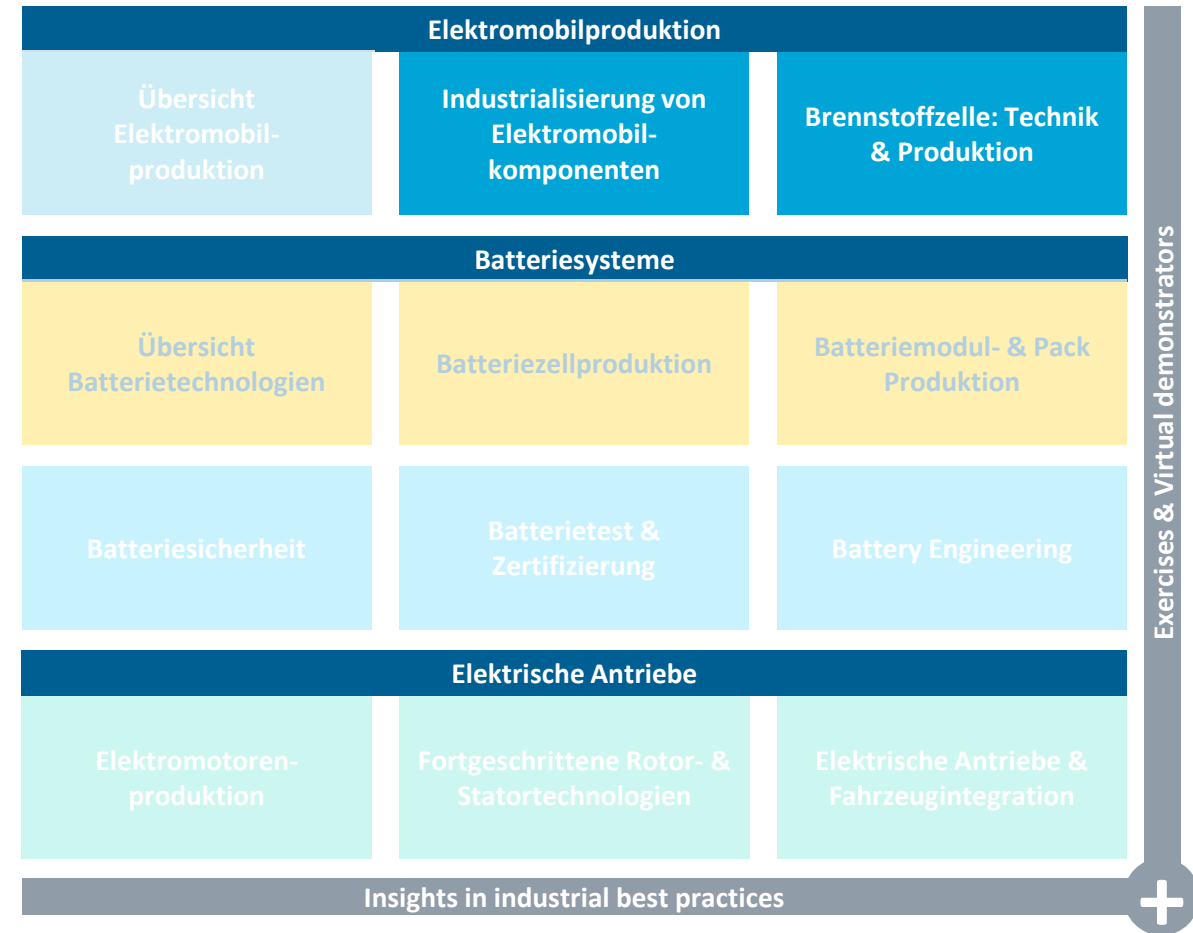 Elektromobilproduktion
Übersicht
Elektromobil-
produktion
Industrialisierung von
Elektromobil-
komponenten
Brennstoffzelle: Technik
& Produktion
Batteriesysteme
Übersicht
Batterietechnologien
Batteriezellproduktion
Batteriemodul- & Pack
Produktion
Batteriesicherheit
Batterietest &
Zertifizierung
Battery Engineering
Elektrische Antriebe
Elektromotoren-
produktion
Fortgeschrittene Rotor- &
Statortechnologien
Elektrische Antriebe &
Fahrzeugintegration
Insights in industrial best practices
Exercises & Virtual demonstrators
+